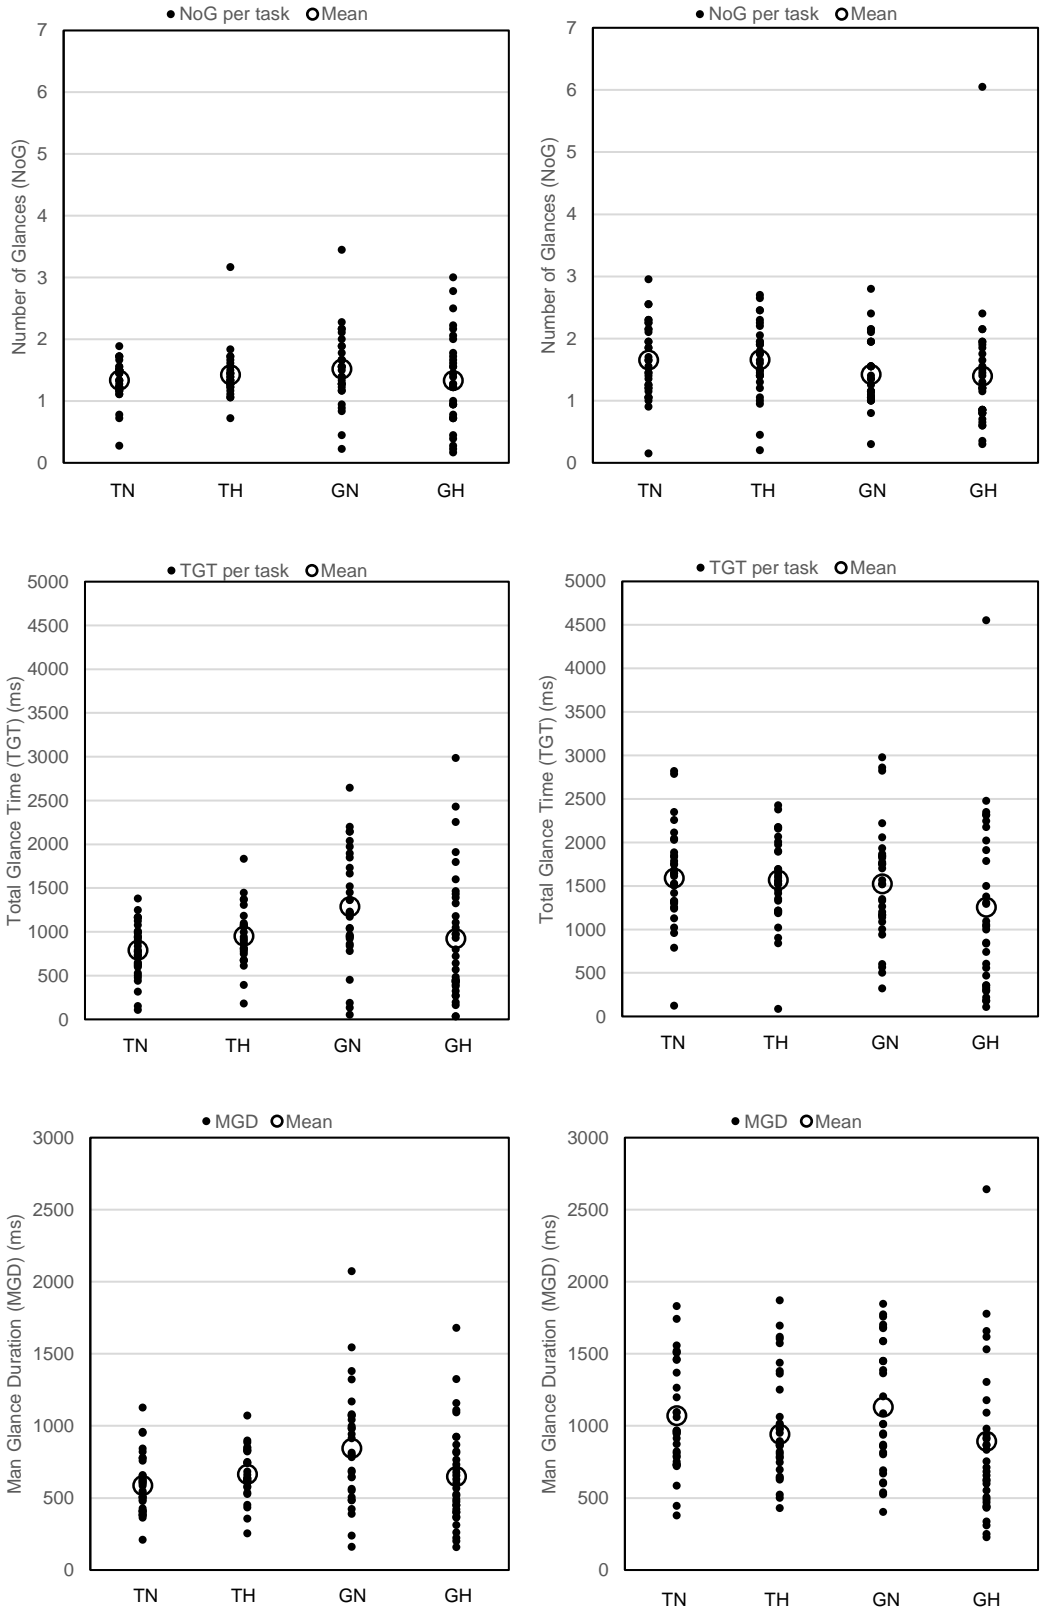 NoG per task Mean
Number of Glances (NoG)
7
6
5
4
3
2
1
0
TN TH GN GH
NoG per task Mean
Number of Glances (NoG)
7
6
5
4
3
2
1
0
TN TH GN GH
TGT per task Mean
Total Glance Time (TGT) (ms)
5000
4500
4000
3500
3000
2500
2000
1500
1000
500
0
TN TH GN GH
TGT per task Mean
Total Glance Time (TGT) (ms)
5000
4500
4000
3500
3000
2500
2000
1500
1000
500
0
TN TH GN GH
MGD Mean
Man Glance Duration (MGD) (ms)
3000
2500
2000
1500
1000
500
0
TN TH GN GH
MGD Mean
Man Glance Duration (MGD) (ms)
3000
2500
2000
1500
1000
500
0
TN TH GN GH